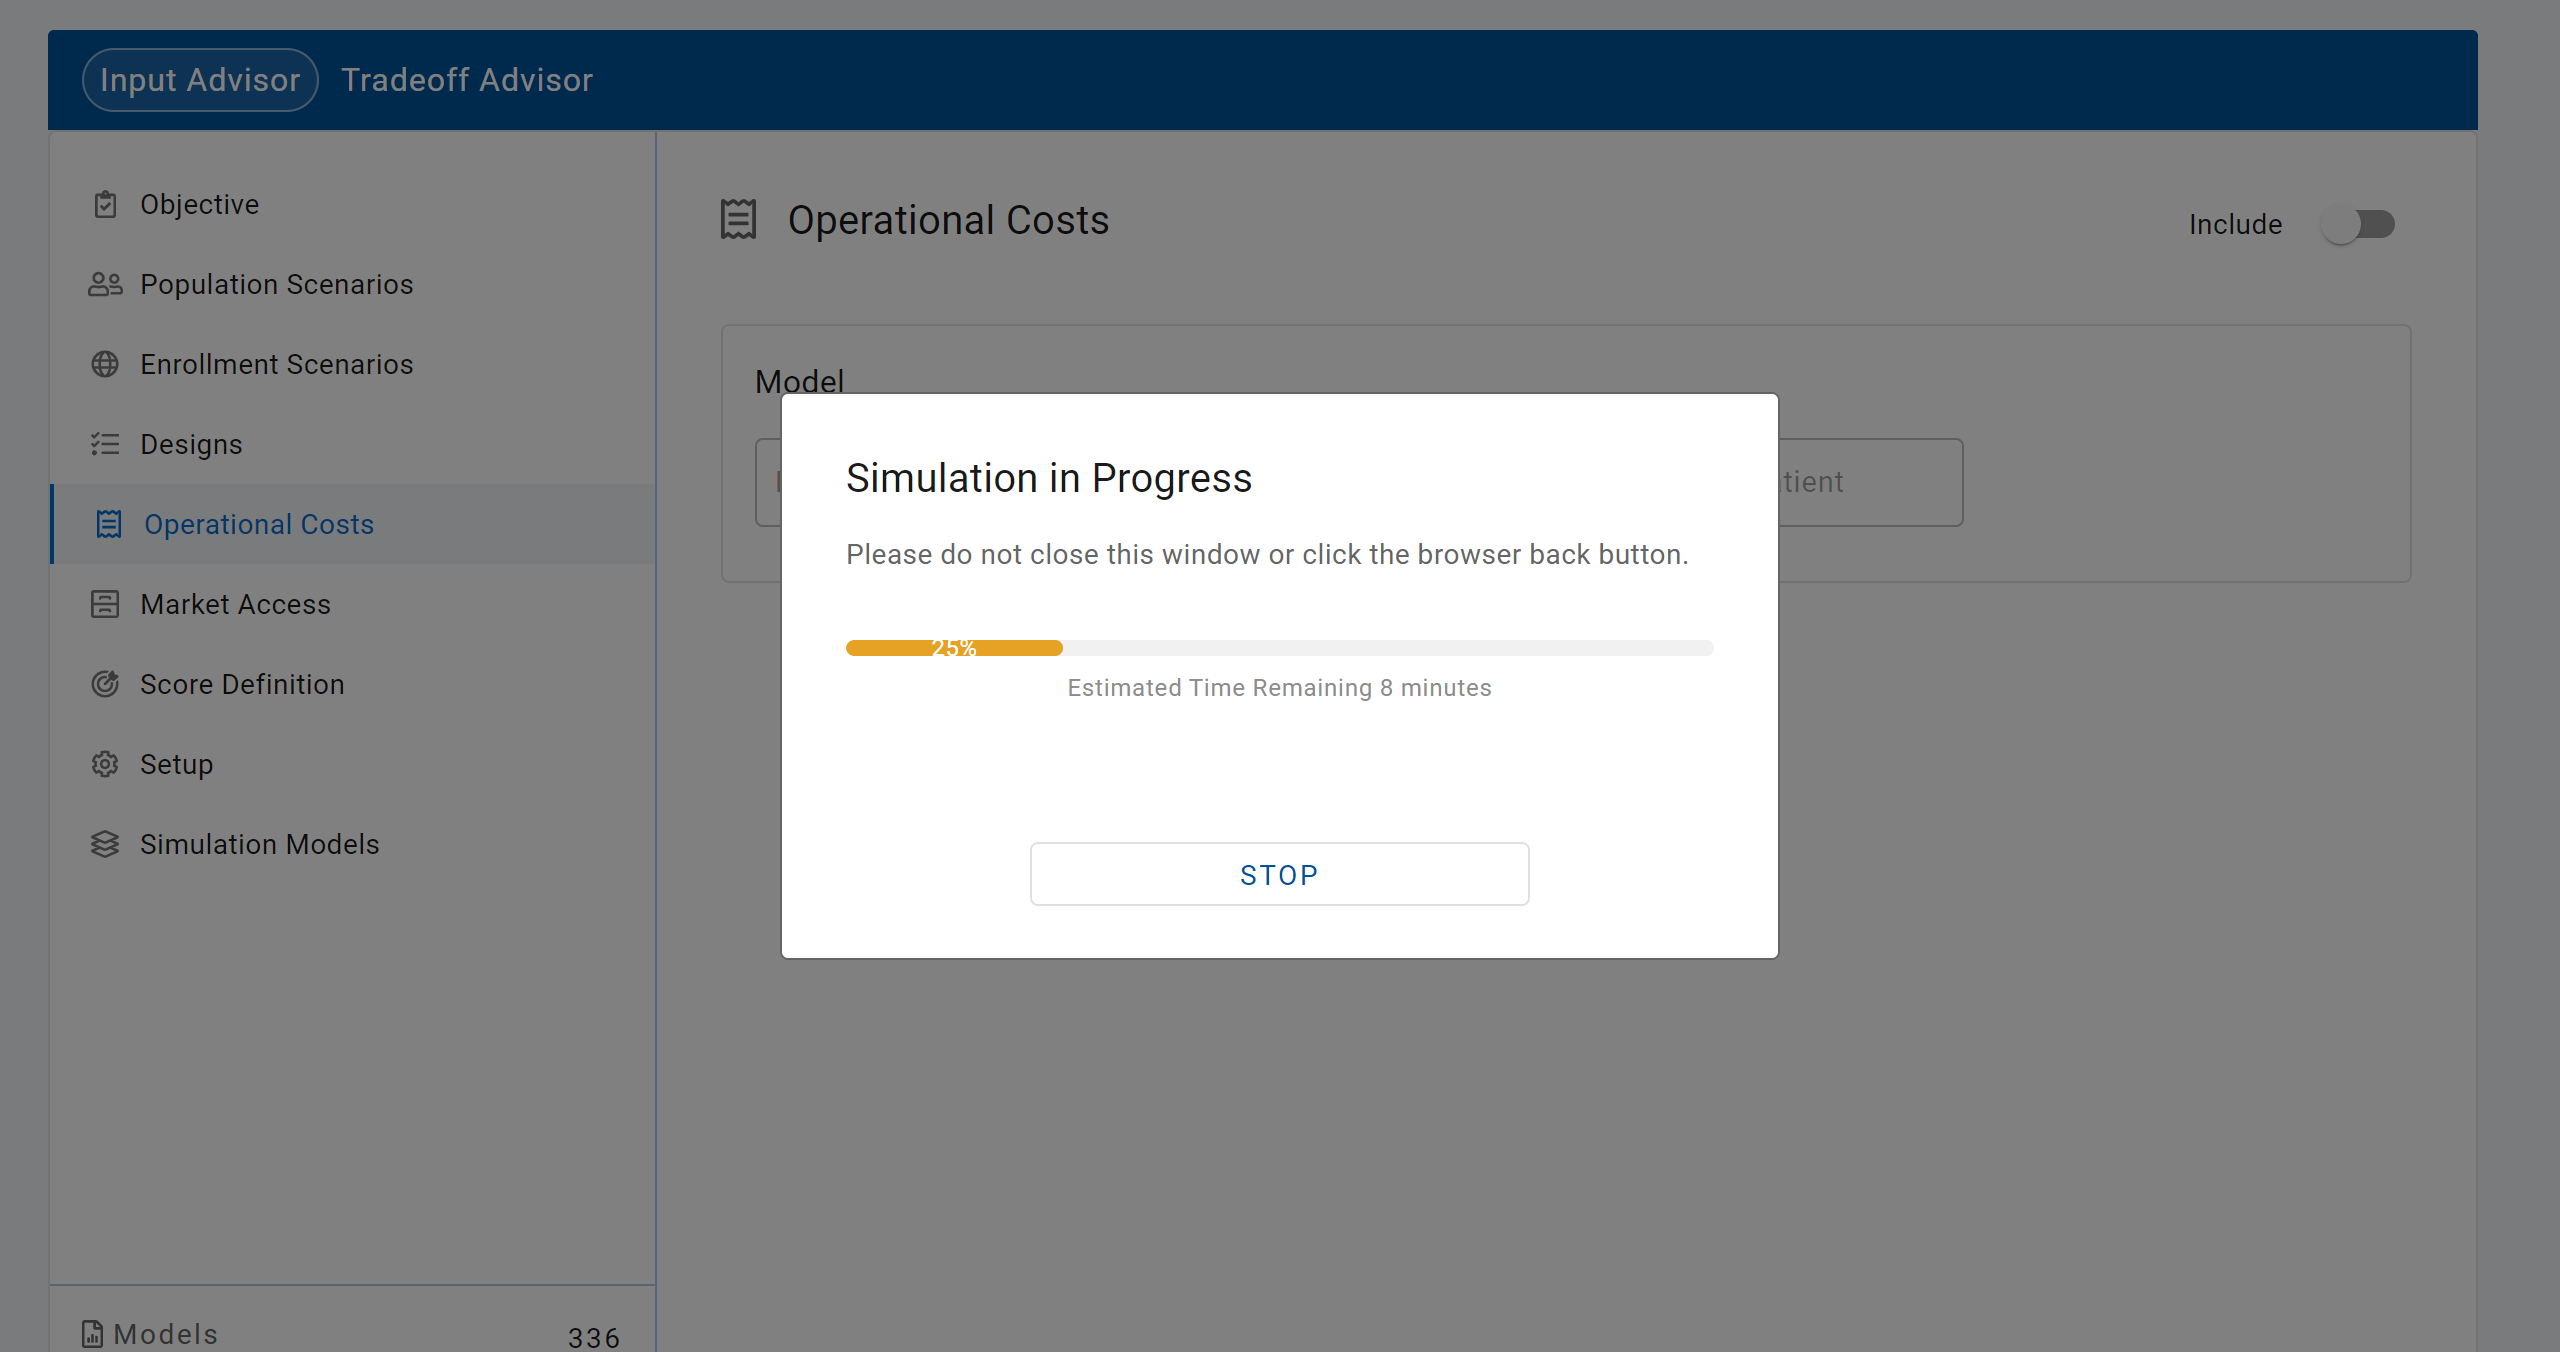 Input Advisor Tradeoff Advisor
Objective
Population Scenarios
Enrollment Scenarios
Designs
Operational Costs
Market Access
Score Definition
Setup
Simulation Models
Models 336
Operational Costs
Include
Model
Simulation in Progress
Please do not close this window or click the browser back button.
25%
Estimated Time Remaining 8 minutes
STOP